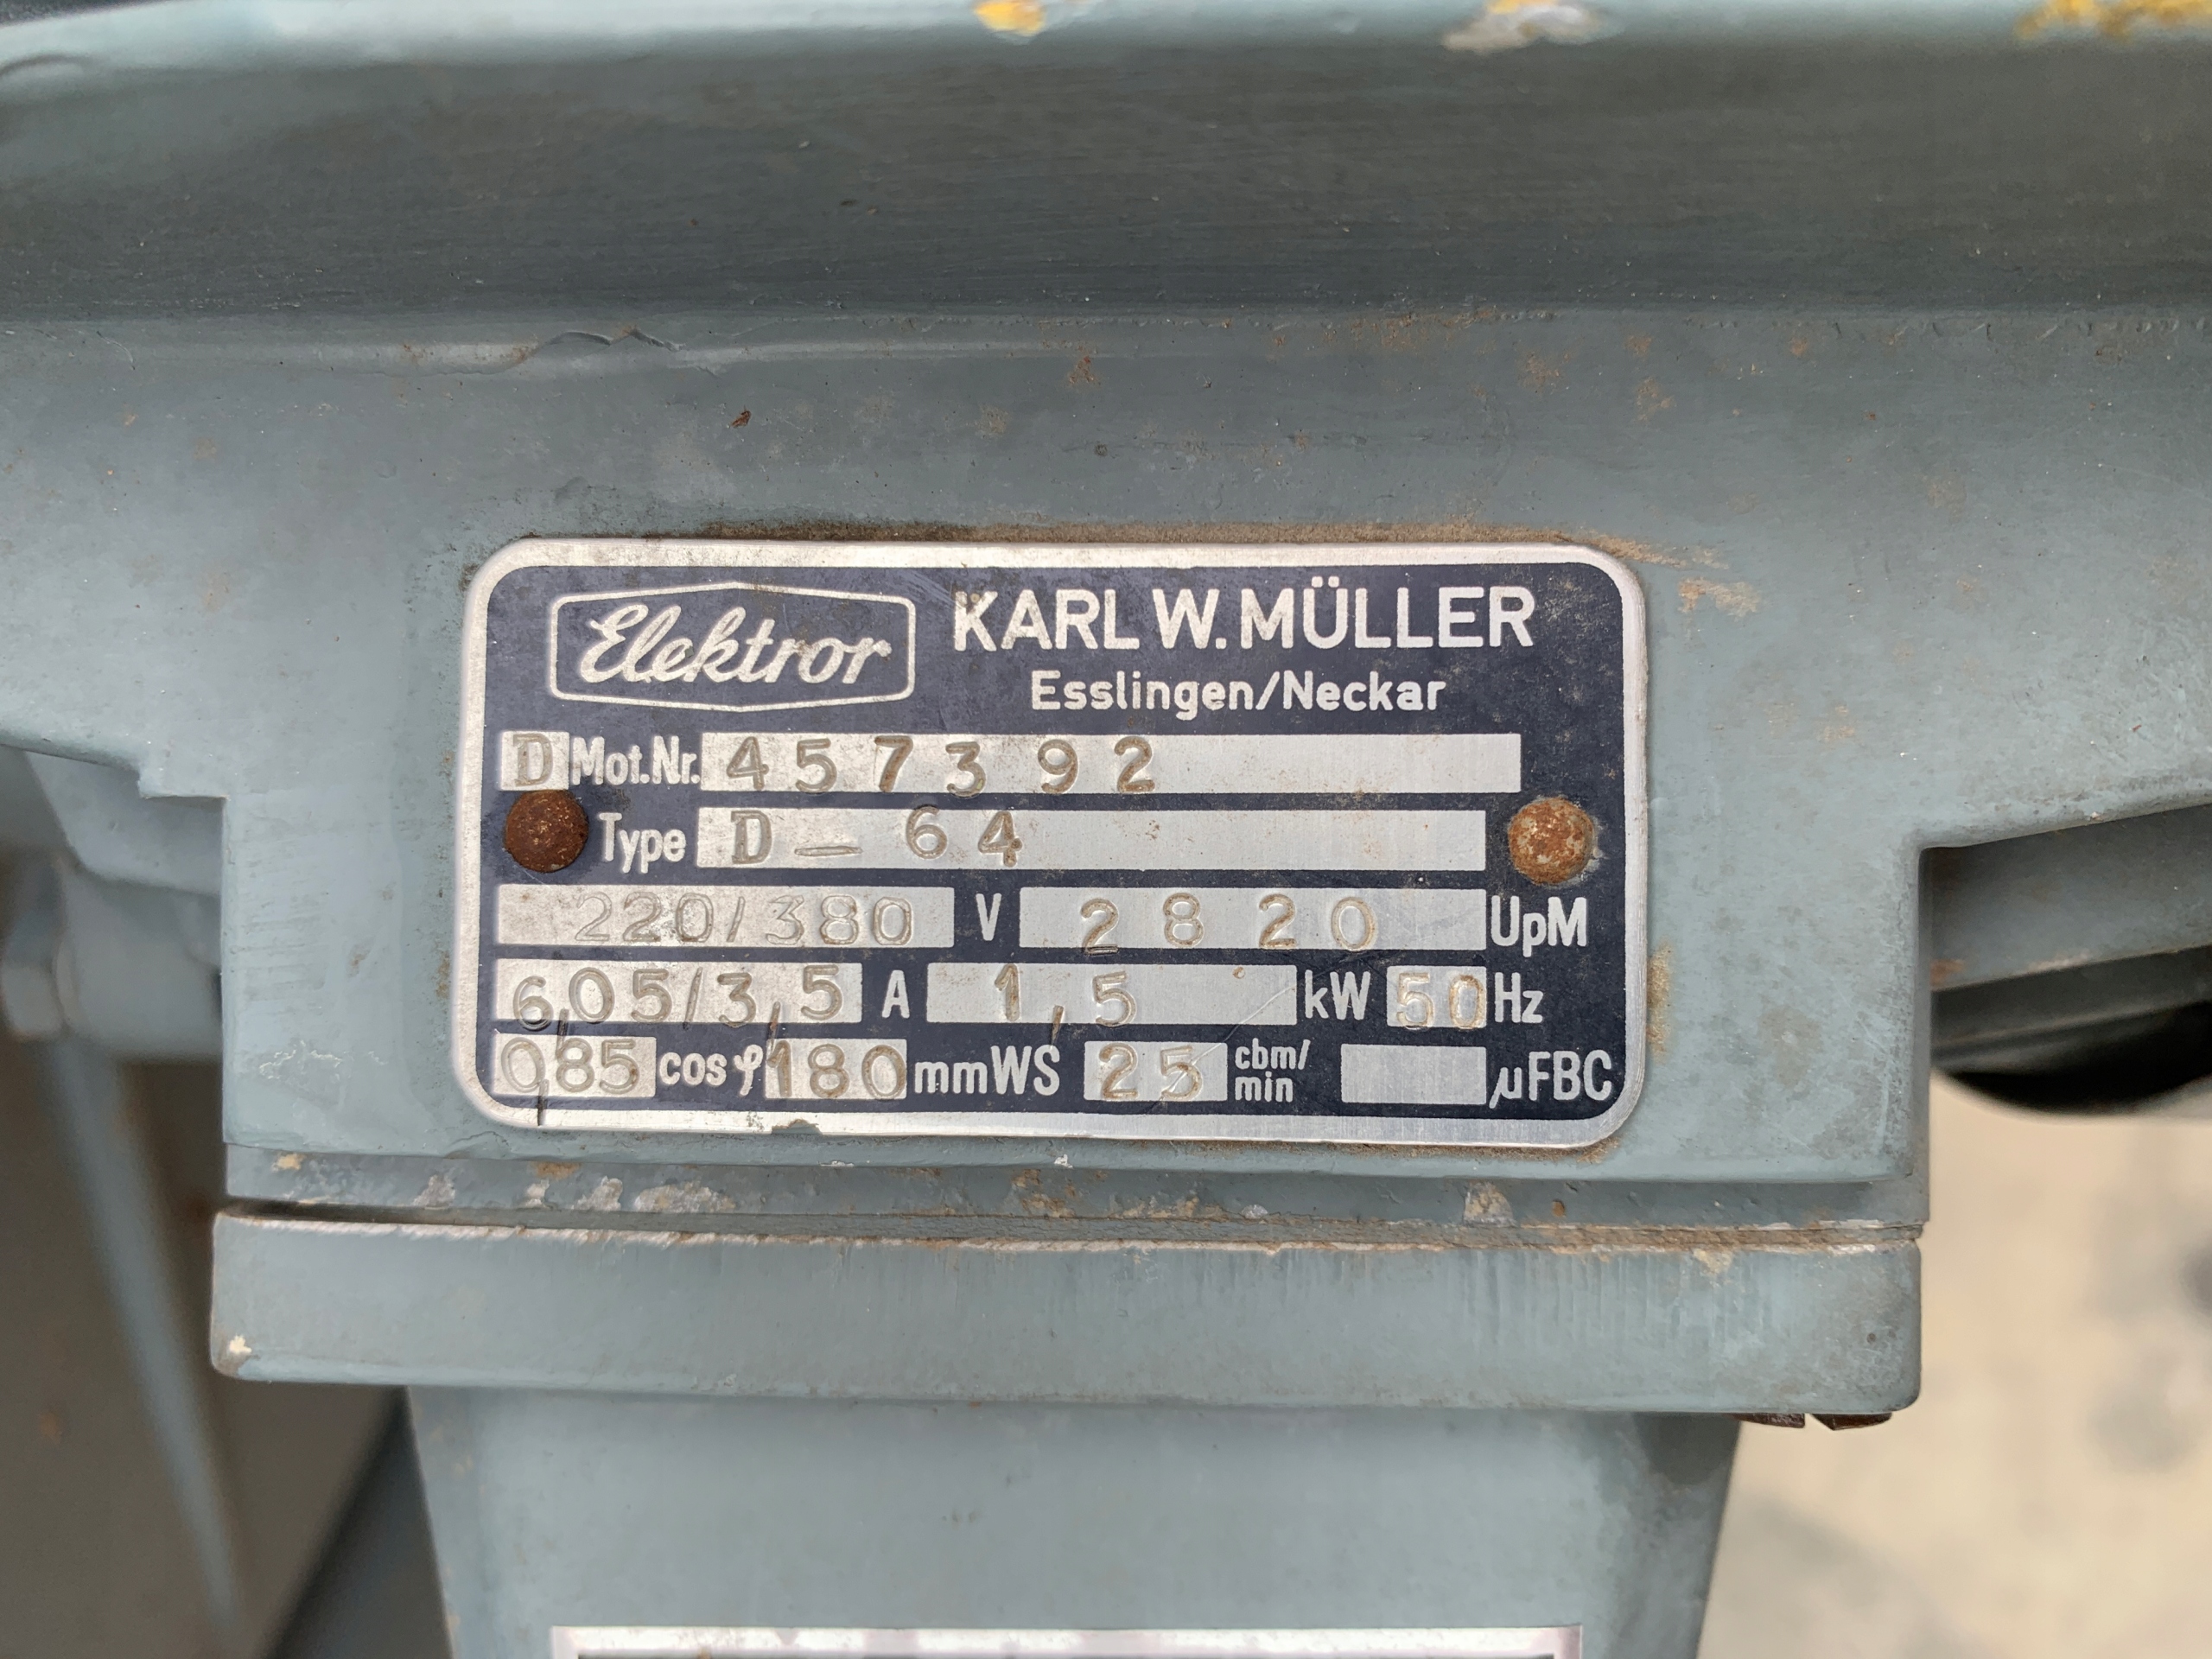 Elektror KARL W. MÜLLER
Esslingen/Neckar
D Mot.Nr. 457392
Type D — 64
220/380 V 2820 UpM
6,05/3,5 A 1,5 kW 50 Hz
0,85 cos φ 180 mmWS 25 cbm/min µFBC